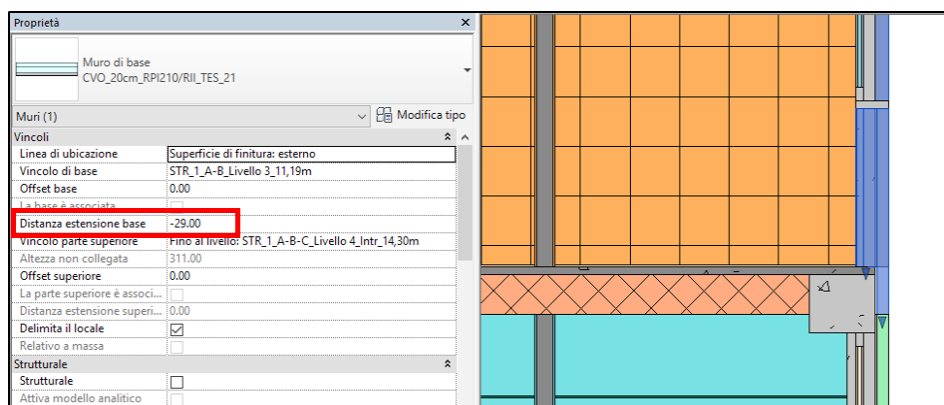 Proprietà
Muro di base
CVO_20cm_RPI210/RII_TES_21
Muri (1)
Modifica tipo
Vincoli
Linea di ubicazione Superficie di finitura: esterno
Vincolo di base STR_1_A-B_Livello 3_11,19m
Offset base 0.00
La base è associata
Distanza estensione base -29.00
Vincolo parte superiore Fino al livello: STR_1_A-B-C_Livello 4_Intr_14,30m
Altezza non collegata 311.00
Offset superiore 0.00
La parte superiore è associ...
Distanza estensione superi... 0.00
Delimita il locale
Relativo a massa
Strutturale
Strutturale
Attiva modello analitico